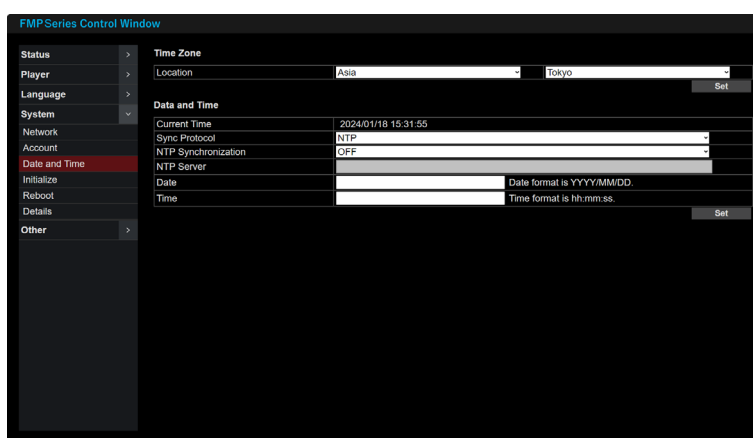 FMPSeries Control Window
Status >
Player >
Language >
System
Network
Account
Date and Time
Initialize
Reboot
Details
Other >
Time Zone
Location Asia Tokyo
Set
Data and Time
Current Time 2024/01/18 15:31:55
Sync Protocol NTP
NTP Synchronization OFF
NTP Server
Date Date format is YYYY/MM/DD.
Time Time format is hh:mm:ss.
Set